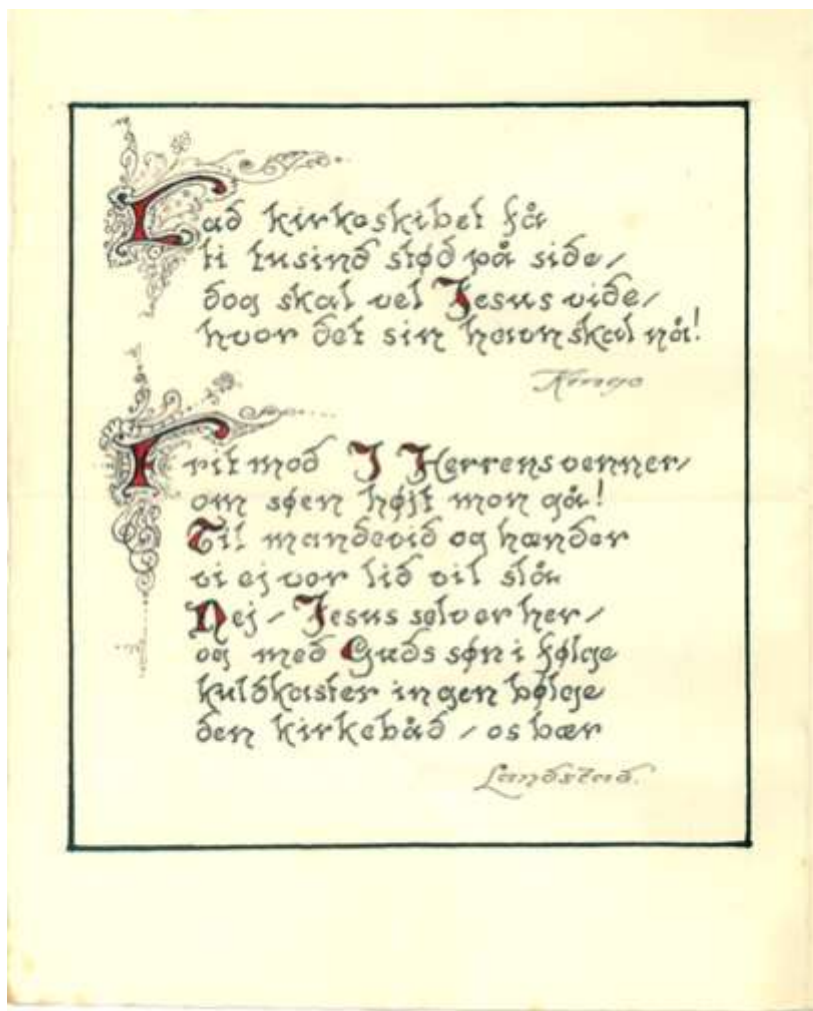 Lad kirkeskibet få
ti tusind stød på side,
dog skal vel Jesus vide,
hvor det sin havn skal nå!
Kingo
Frit mod I Herrens venner,
om søen højt mon gå!
Til mandevid og hænder
vi ej vor lid vil slå.
Nej, Jesus selv er her,
og med Guds søn i følge
kuldkaster ingen bølge
den kirkebåd, os bær
Landstad.